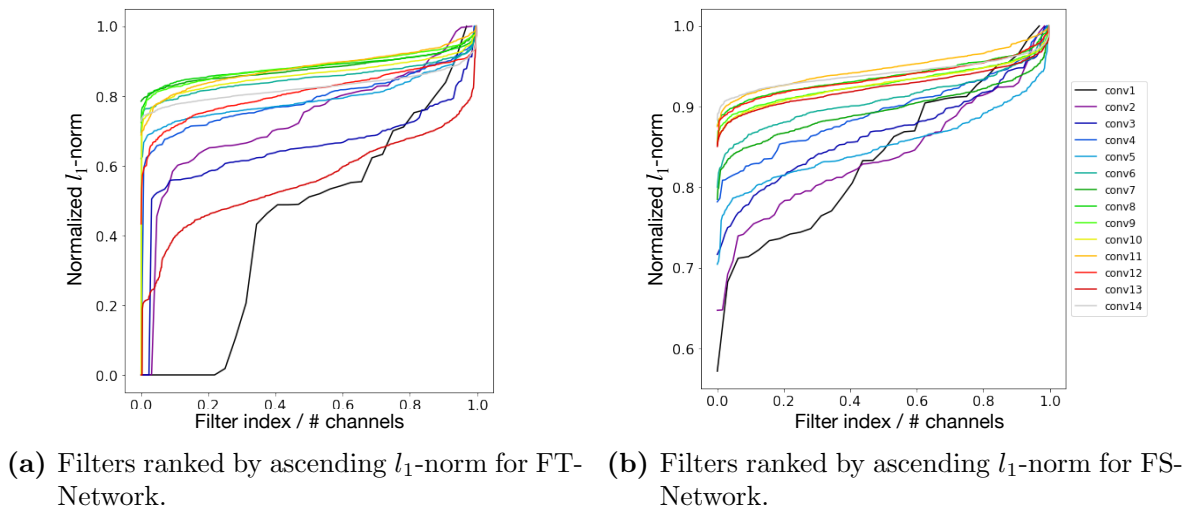 1.0
0.8
0.6
0.4
0.2
0.0
Normalized l₁-norm
0.0 0.2 0.4 0.6 0.8 1.0
Filter index / # channels
1.0
0.9
0.8
0.7
0.6
Normalized l₁-norm
0.0 0.2 0.4 0.6 0.8 1.0
Filter index / # channels
conv1
conv2
conv3
conv4
conv5
conv6
conv7
conv8
conv9
conv10
conv11
conv12
conv13
conv14
(a) Filters ranked by ascending l₁-norm for FT-
Network.
(b) Filters ranked by ascending l₁-norm for FS-
Network.